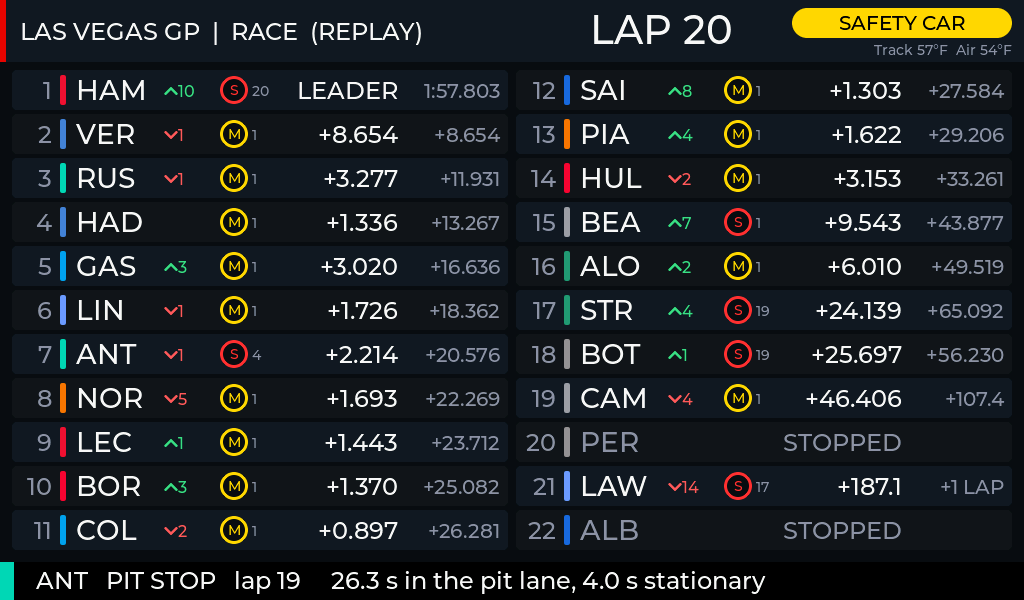 LAS VEGAS GP | RACE (REPLAY)
LAP 20
SAFETY CAR
Track 57°F Air 54°F
1 HAM 10 S 20 LEADER 1:57.803
2 VER 1 M 1 +8.654 +8.654
3 RUS 1 M 1 +3.277 +11.931
4 HAD M 1 +1.336 +13.267
5 GAS 3 M 1 +3.020 +16.636
6 LIN 1 M 1 +1.726 +18.362
7 ANT 1 S 4 +2.214 +20.576
8 NOR 5 M 1 +1.693 +22.269
9 LEC 1 M 1 +1.443 +23.712
10 BOR 3 M 1 +1.370 +25.082
11 COL 2 M 1 +0.897 +26.281
12 SAI 8 M 1 +1.303 +27.584
13 PIA 4 M 1 +1.622 +29.206
14 HUL 2 M 1 +3.153 +33.261
15 BEA 7 S 1 +9.543 +43.877
16 ALO 2 M 1 +6.010 +49.519
17 STR 4 S 19 +24.139 +65.092
18 BOT 1 S 19 +25.697 +56.230
19 CAM 4 M 1 +46.406 +107.4
20 PER STOPPED
21 LAW 14 S 17 +187.1 +1 LAP
22 ALB STOPPED
ANT PIT STOP lap 19 26.3 s in the pit lane, 4.0 s stationary